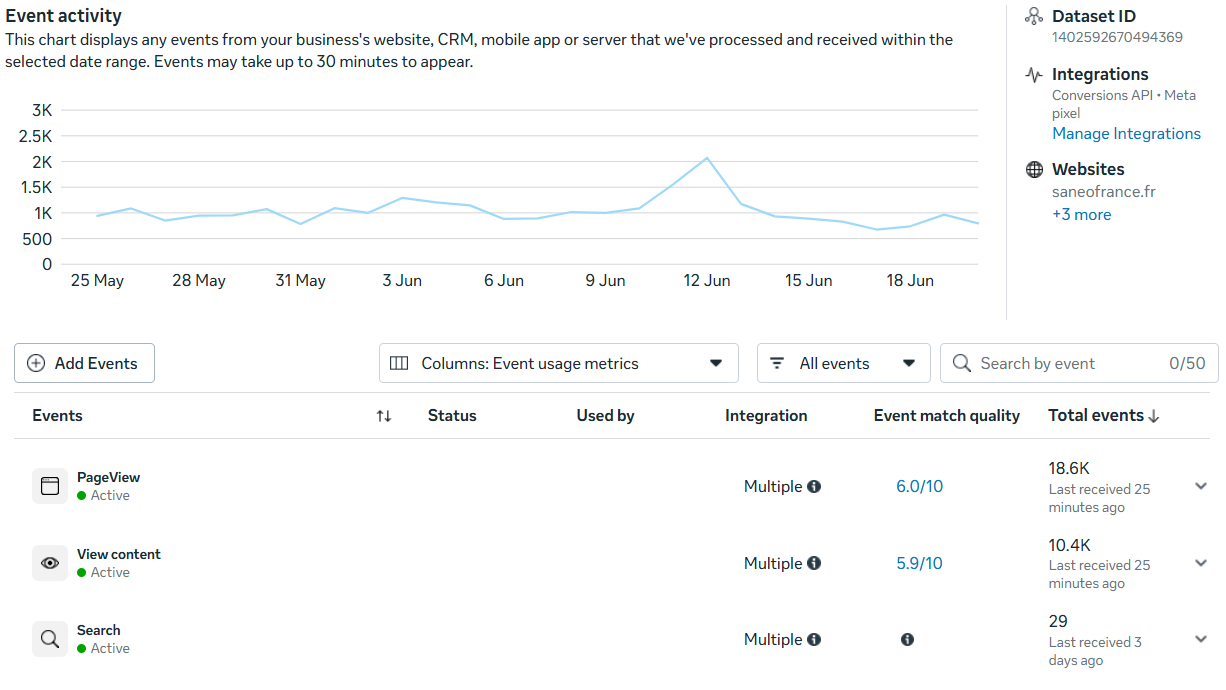 Event activity
This chart displays any events from your business's website, CRM, mobile app or server that we've processed and received within the
selected date range. Events may take up to 30 minutes to appear.
3K
2.5K
2K
1.5K
1K
500
0
25 May
28 May
31 May
3 Jun
6 Jun
9 Jun
12 Jun
15 Jun
18 Jun
Dataset ID
1402592670494369
Integrations
Conversions API • Meta
pixel
Manage Integrations
Websites
saneofrance.fr
+3 more
Add Events
Columns: Event usage metrics
All events
Search by event
0/50
Events
Status
Used by
Integration
Event match quality
Total events
PageView
Active
Multiple
6.0/10
18.6K
Last received 25
minutes ago
View content
Active
Multiple
5.9/10
10.4K
Last received 25
minutes ago
Search
Active
Multiple
29
Last received 3
days ago